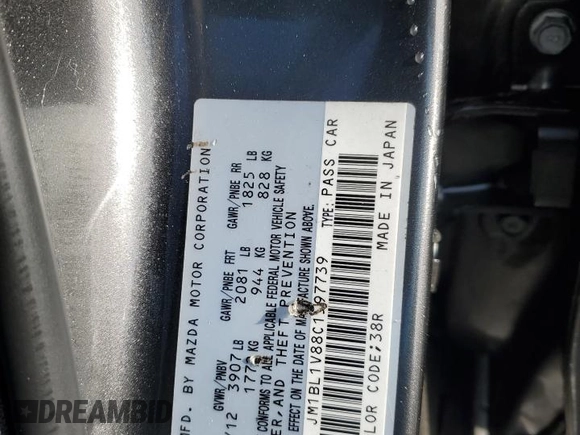 MFD. BY MAZDA MOTOR CORPORATION
GVWR/PNBV GAWR/PNBE FRT GAWR/PNBE RR
/12 3907 LB 2081 LB 1825 LB
KG 944 KG 828 KG
CONFORMS TO ALL APPLICABLE FEDERAL MOTOR VEHICLE SAFETY
AND THEFT PREVENTION
EFFECT ON THE DATE OF MANUFACTURE SHOWN ABOVE.
JM1BL1V88C1 97739 TYPE: PASS CAR
LOR CODE;38R MADE IN JAPAN
DREAMBID